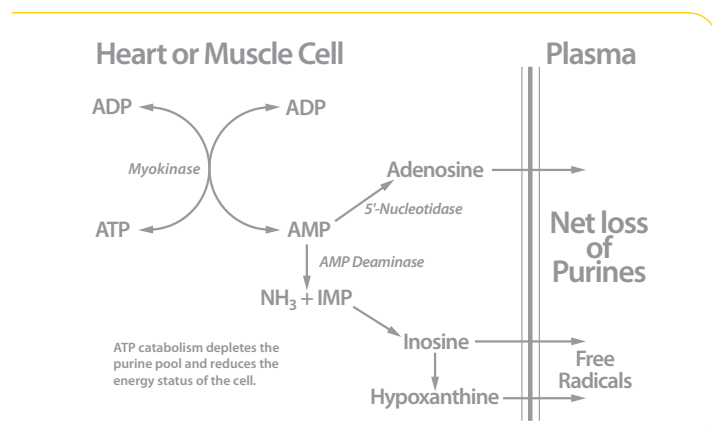 Heart or Muscle Cell
Plasma
ADP
ADP
Myokinase
Adenosine
5'-Nucleotidase
ATP
AMP
Net loss
of
Purines
AMP Deaminase
NH₃ + IMP
Inosine
ATP catabolism depletes the
purine pool and reduces the
energy status of the cell.
Free
Radicals
Hypoxanthine